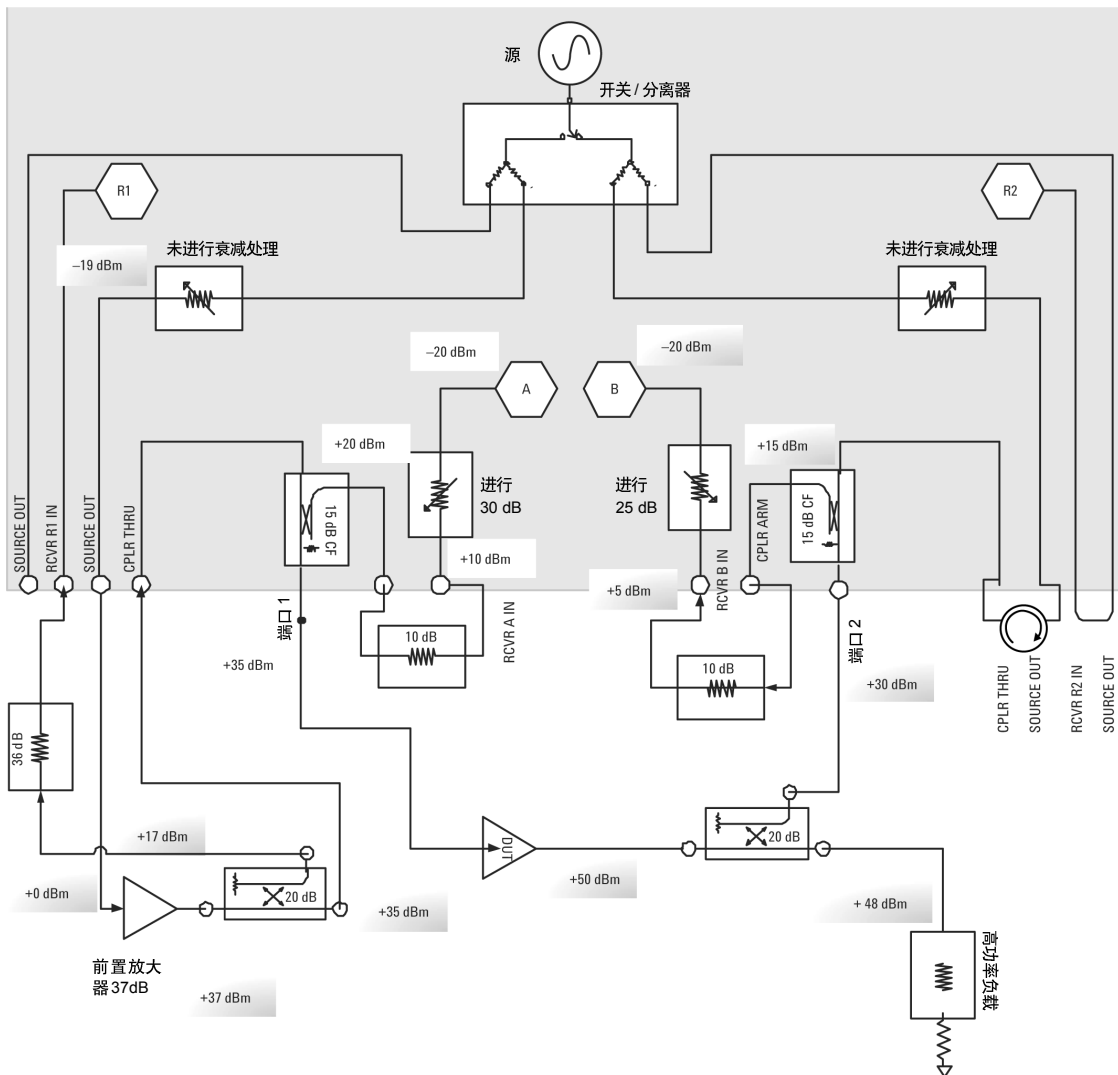 源
开关 / 分离器
R1
R2
未进行衰减处理
未进行衰减处理
–19 dBm
–20 dBm
–20 dBm
A
B
+20 dBm
+15 dBm
进行
30 dB
进行
25 dB
15 dB CF
15 dB CF
SOURCE OUT
RCVR R1 IN
SOURCE OUT
CPLR THRU
+10 dBm
CPLR ARM
RCVR B IN
+5 dBm
端口 1
RCVR A IN
端口 2
10 dB
10 dB
+35 dBm
+30 dBm
CPLR THRU
SOURCE OUT
RCVR R2 IN
SOURCE OUT
36 dB
+17 dBm
20 dB
DUT
+0 dBm
20 dB
+35 dBm
+50 dBm
+ 48 dBm
前置放大
器37dB
+37 dBm
高功率负载